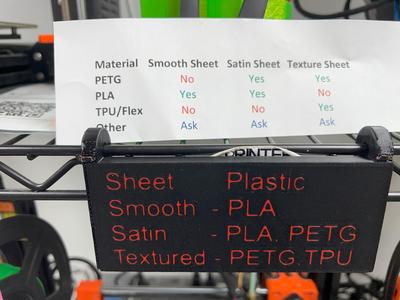 Material Smooth Sheet Satin Sheet Texture Sheet
PETG No Yes Yes
PLA Yes Yes No
TPU/Flex No No Yes
Other Ask Ask Ask
PRINTER
Sheet Plastic
Smooth - PLA
Satin - PLA. PETG
Textured - PETG.TPU